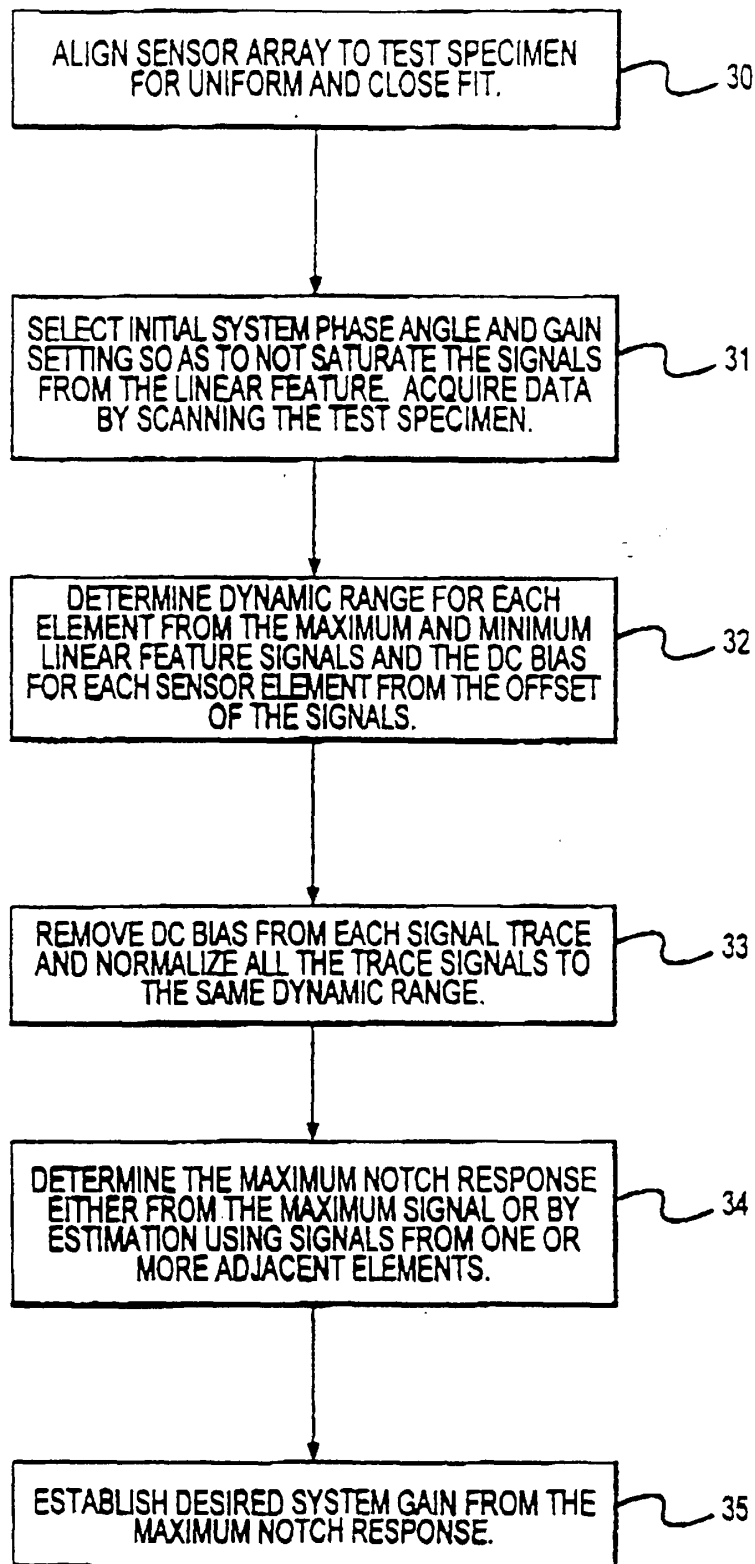 ALIGN SENSOR ARRAY TO TEST SPECIMEN
FOR UNIFORM AND CLOSE FIT.
30
SELECT INITIAL SYSTEM PHASE ANGLE AND GAIN
SETTING SO AS TO NOT SATURATE THE SIGNALS
FROM THE LINEAR FEATURE. ACQUIRE DATA
BY SCANNING THE TEST SPECIMEN.
31
DETERMINE DYNAMIC RANGE FOR EACH
ELEMENT FROM THE MAXIMUM AND MINIMUM
LINEAR FEATURE SIGNALS AND THE DC BIAS
FOR EACH SENSOR ELEMENT FROM THE OFFSET
OF THE SIGNALS.
32
REMOVE DC BIAS FROM EACH SIGNAL TRACE
AND NORMALIZE ALL THE TRACE SIGNALS TO
THE SAME DYNAMIC RANGE.
33
DETERMINE THE MAXIMUM NOTCH RESPONSE
EITHER FROM THE MAXIMUM SIGNAL OR BY
ESTIMATION USING SIGNALS FROM ONE OR
MORE ADJACENT ELEMENTS.
34
ESTABLISH DESIRED SYSTEM GAIN FROM THE
MAXIMUM NOTCH RESPONSE.
35